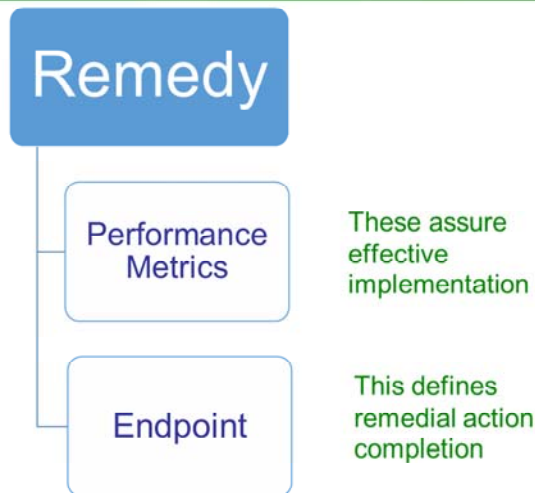 Remedy
Performance
Metrics
These assure
effective
implementation
Endpoint
This defines
remedial action
completion